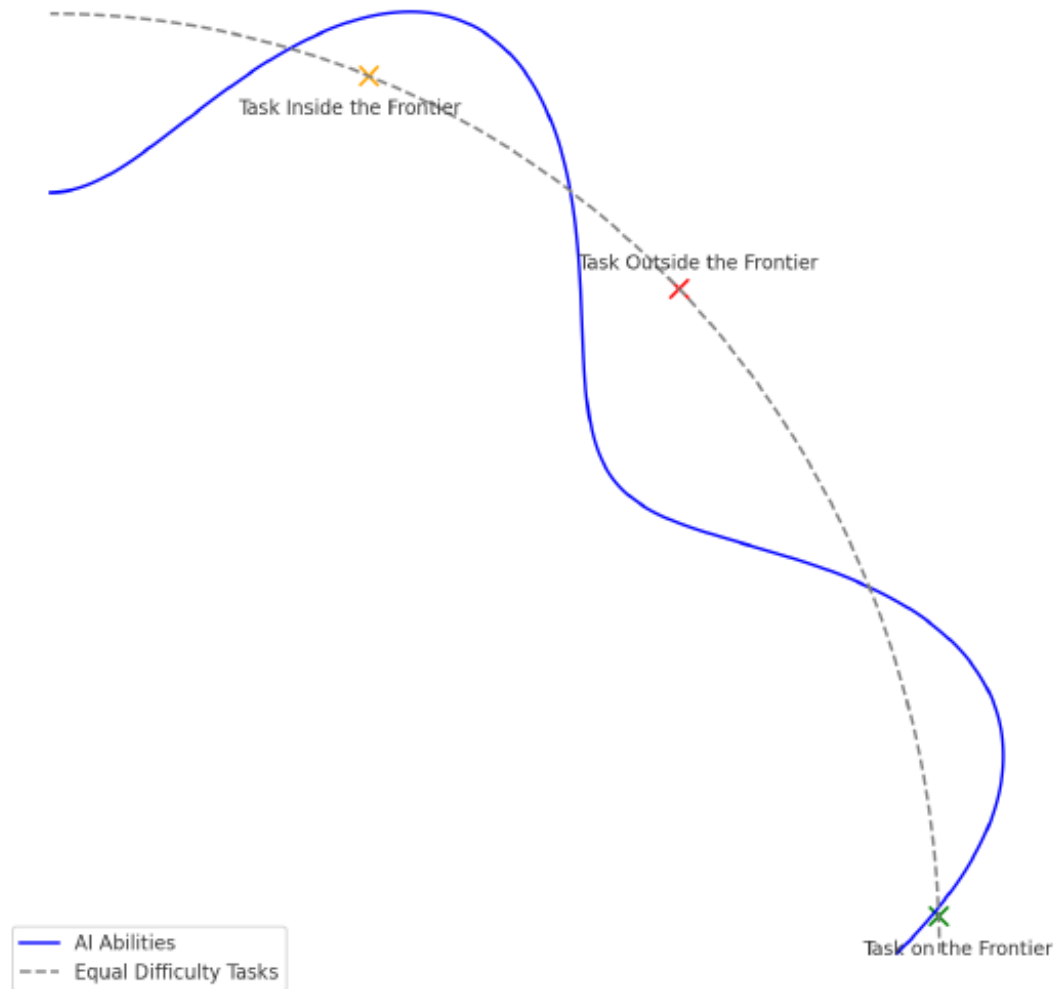 Task Inside the Frontier
Task Outside the Frontier
AI Abilities
Equal Difficulty Tasks
Task on the Frontier